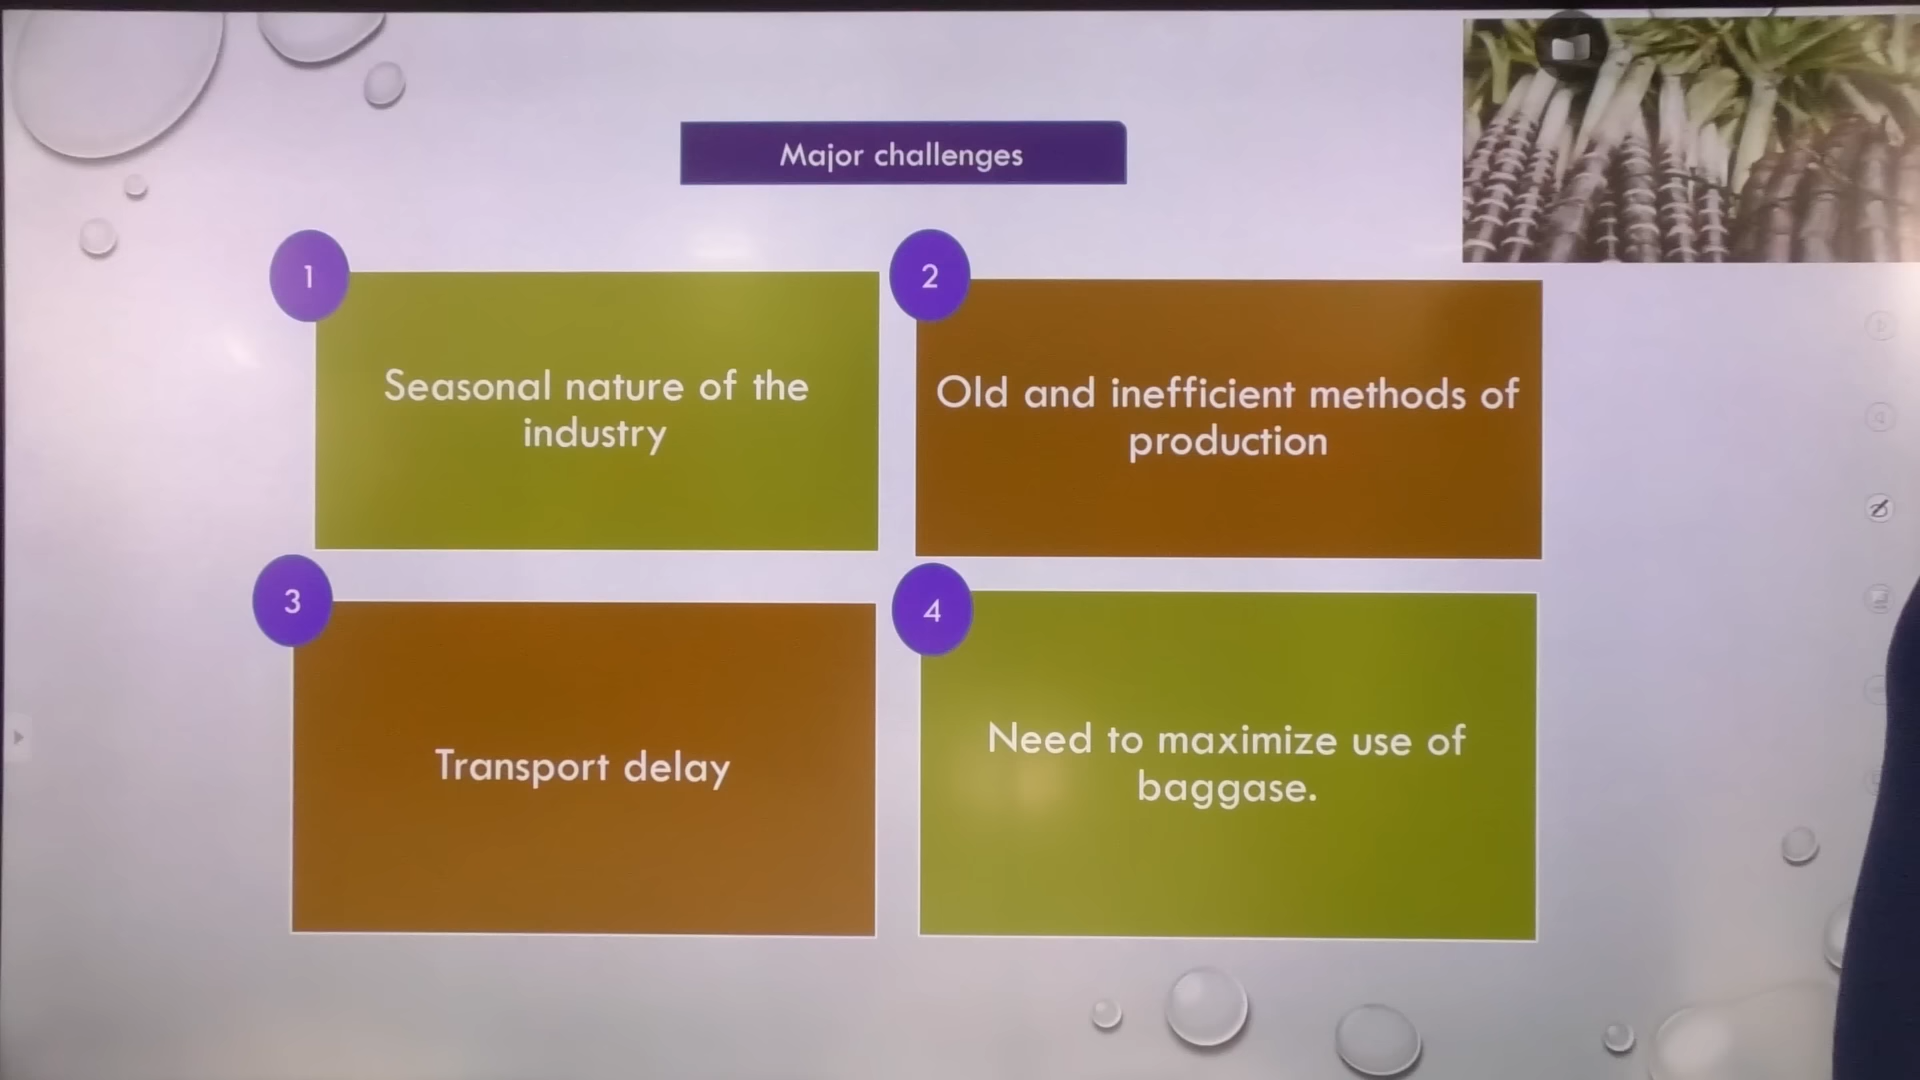 Major challenges
1
Seasonal nature of the
industry
2
Old and inefficient methods of
production
3
Transport delay
4
Need to maximize use of
baggase.